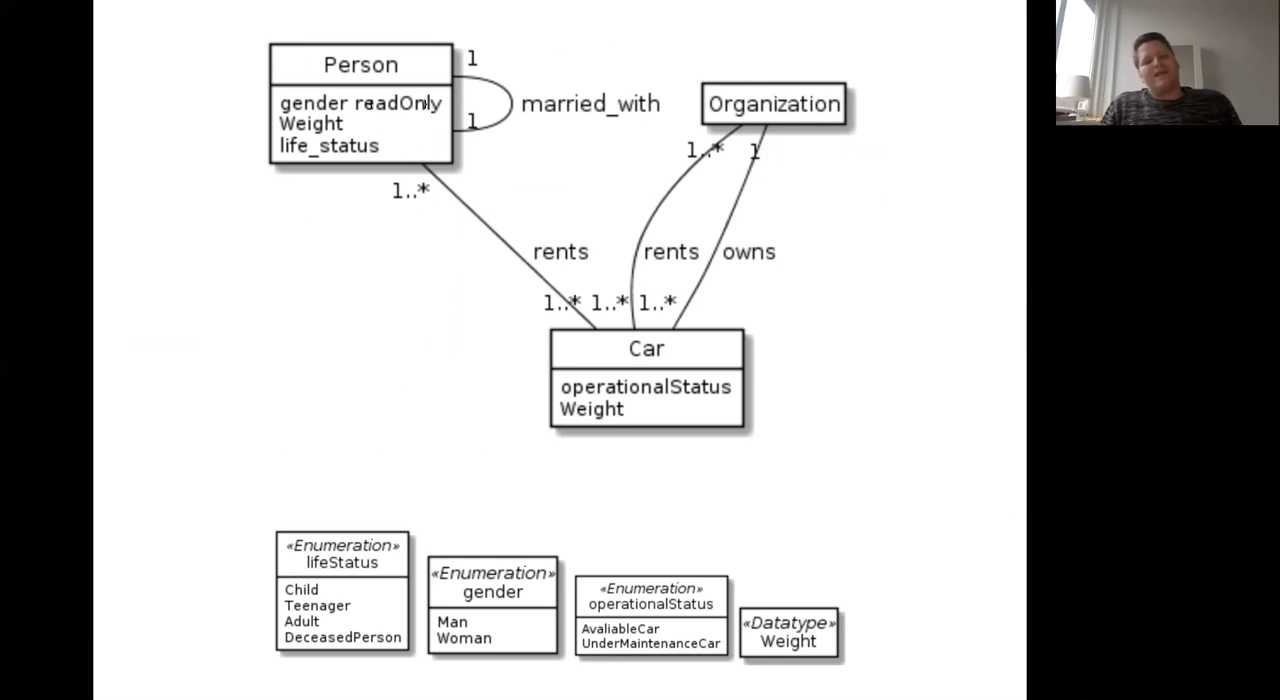 Person
gender readOnly
Weight
life_status
1
1
married_with
Organization
1..*
1
1..*
rents
rents
owns
1..*
1..*
1..*
Car
operationalStatus
Weight
«Enumeration»
lifeStatus
Child
Teenager
Adult
DeceasedPerson
«Enumeration»
gender
Man
Woman
«Enumeration»
operationalStatus
AvaliableCar
UnderMaintenanceCar
«Datatype»
Weight